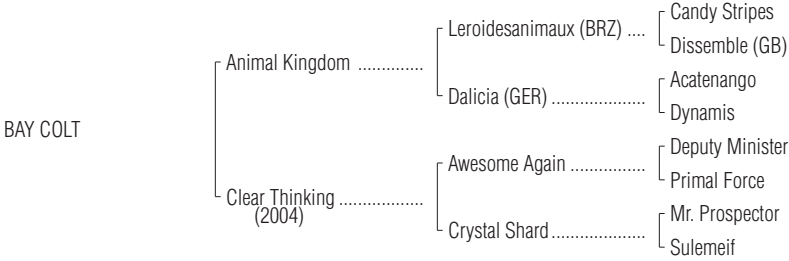 Candy Stripes
Leroidesanimaux (BRZ) ....
Dissemble (GB)
Animal Kingdom ..............
Acatenango
Dalicia (GER) ....................
Dynamis
BAY COLT
Deputy Minister
Awesome Again ................
Primal Force
Clear Thinking ..................
(2004)
Mr. Prospector
Crystal Shard....................
Sulemeif